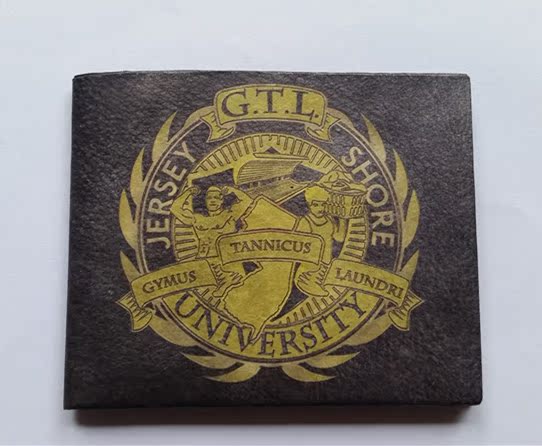 G.T.L.
JERSEY SHORE
TANNICUS
GYMUS
LAUNDRI
UNIVERSITY